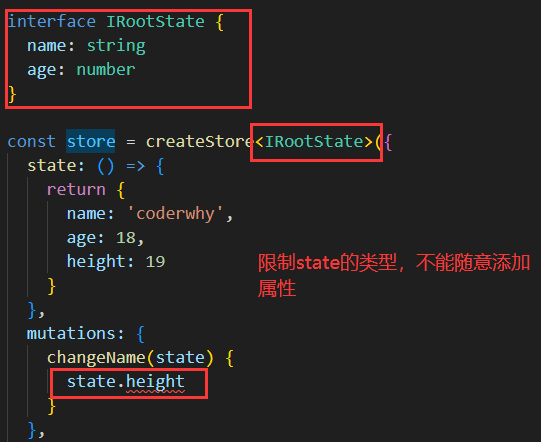 interface IRootState {
  name: string
  age: number
}
const store = createStore<IRootState>({
  state: () => {
    return {
      name: 'coderwhy',
      age: 18,
      height: 19
    }
  },
限制state的类型，不能随意添加
属性
  mutations: {
    changeName(state) {
      state.height
    }
  },